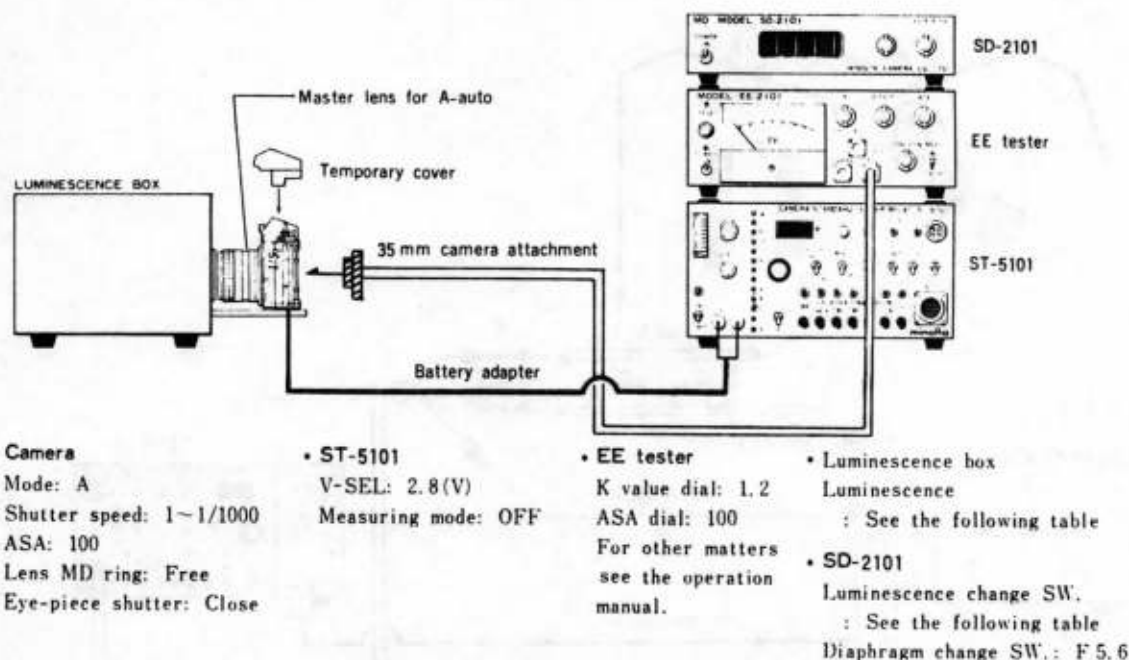 MD MODEL SD-2101
SD-2101
MODEL EE-2101
Master lens for A-auto
EE tester
Temporary cover
LUMINESCENCE BOX
35mm camera attachment
ST-5101
Battery adapter
Camera
Mode: A
Shutter speed: 1~1/1000
ASA: 100
Lens MD ring: Free
Eye-piece shutter: Close
• ST-5101
V-SEL: 2.8(V)
Measuring mode: OFF
• EE tester
K value dial: 1.2
ASA dial: 100
For other matters
see the operation
manual.
• Luminescence box
Luminescence
: See the following table
• SD-2101
Luminescence change SW.
: See the following table
Diaphragm change SW.: F 5.6